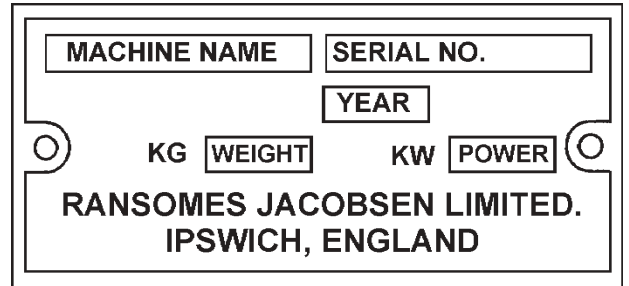 MACHINE NAME SERIAL NO.
YEAR
KG WEIGHT KW POWER
RANSOMES JACOBSEN LIMITED.
IPSWICH, ENGLAND